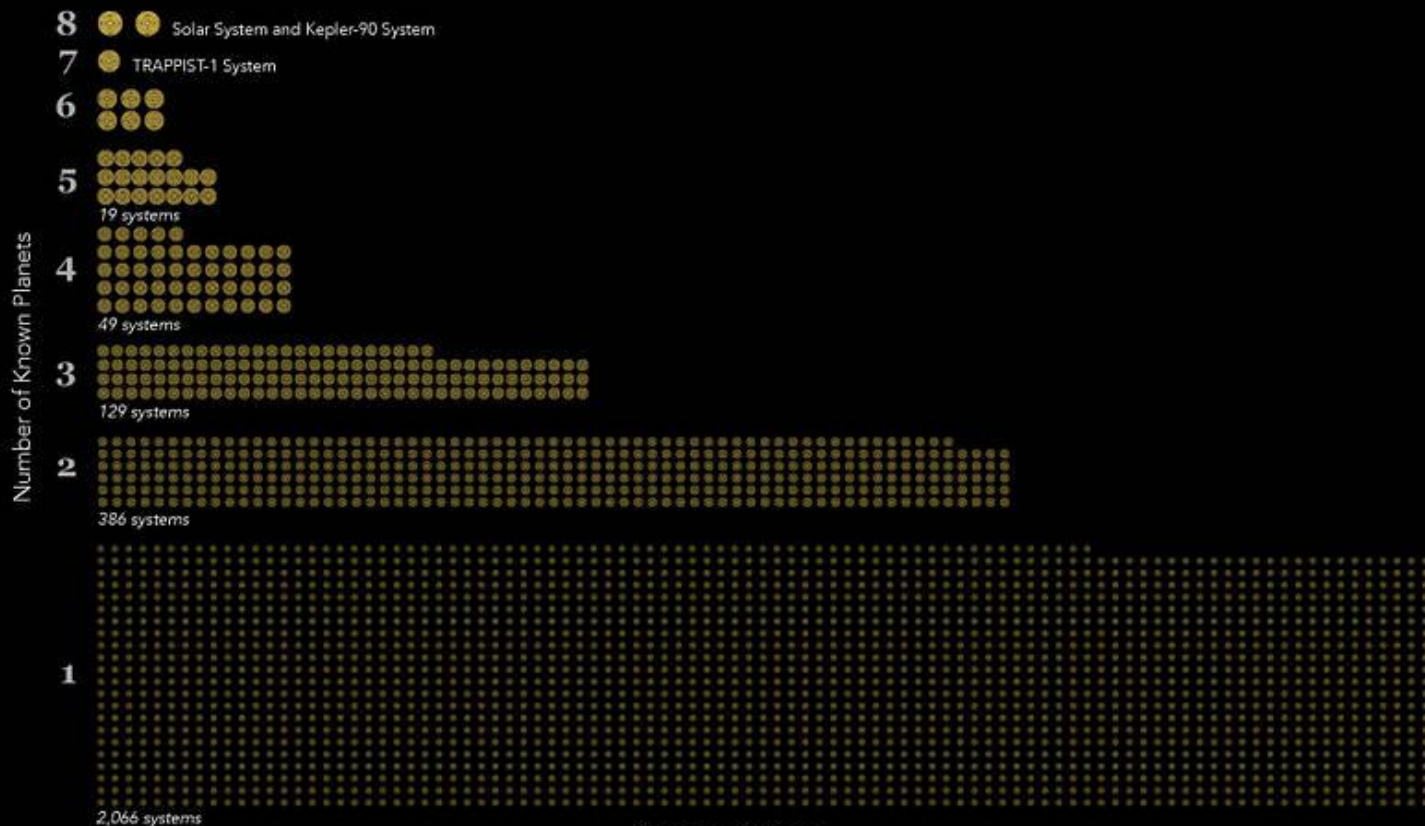 8 Solar System and Kepler-90 System
7 TRAPPIST-1 System
6
5
19 systems
Number of Known Planets
4
49 systems
3
129 systems
2
386 systems
1
2,066 systems